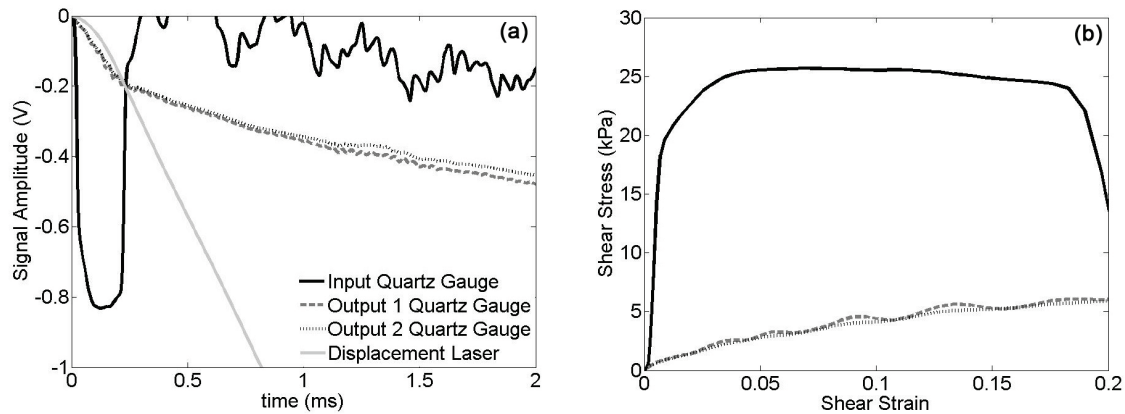 (a)
0
-0.2
-0.4
-0.6
-0.8
-1
Signal Amplitude (V)
Input Quartz Gauge
Output 1 Quartz Gauge
Output 2 Quartz Gauge
Displacement Laser
0 0.5 1 1.5 2
time (ms)
(b)
30
25
20
15
10
5
0
Shear Stress (kPa)
0 0.05 0.1 0.15 0.2
Shear Strain